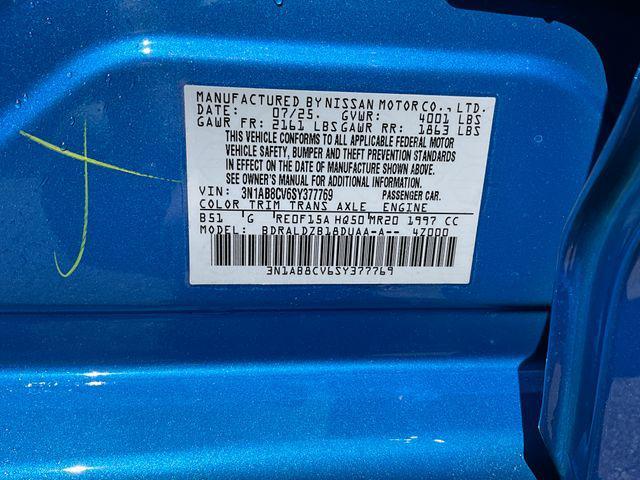 MANUFACTURED BY NISSAN MOTOR CO., LTD.
DATE: 07/25. GVWR: 4001 LBS
GAWR FR: 2161 LBS GAWR RR: 1863 LBS
THIS VEHICLE CONFORMS TO ALL APPLICABLE FEDERAL MOTOR
VEHICLE SAFETY, BUMPER AND THEFT PREVENTION STANDARDS
IN EFFECT ON THE DATE OF MANUFACTURE SHOWN ABOVE.
SEE OWNER'S MANUAL FOR ADDITIONAL INFORMATION.
VIN: 3N1AB8CV6SY377769 PASSENGER CAR.
COLOR TRIM TRANS AXLE ENGINE
B51 G RE0F15A HQ50 MR20 1997 CC
MODEL: BDRALDZB18DUAA-A-- 4Z000
3N1AB8CV6SY377769